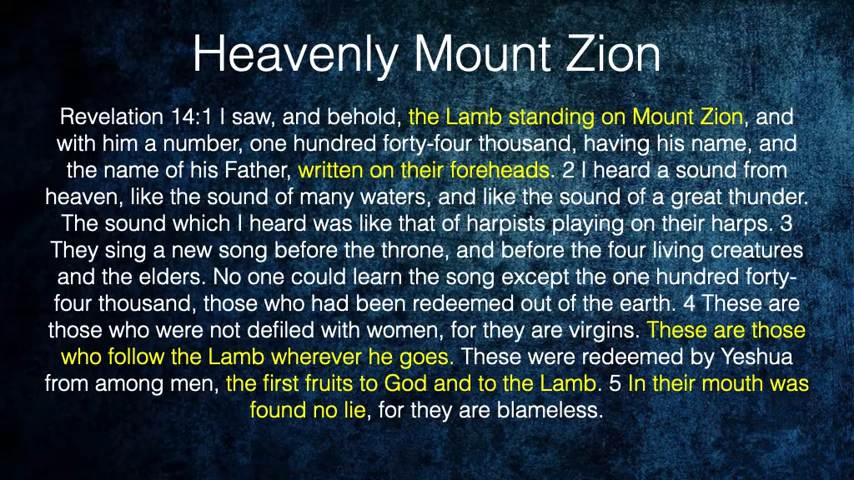 Heavenly Mount Zion
Revelation 14:1 I saw, and behold, the Lamb standing on Mount Zion, and
with him a number, one hundred forty-four thousand, having his name, and
the name of his Father, written on their foreheads. 2 I heard a sound from
heaven, like the sound of many waters, and like the sound of a great thunder.
The sound which I heard was like that of harpists playing on their harps. 3
They sing a new song before the throne, and before the four living creatures
and the elders. No one could learn the song except the one hundred forty-
four thousand, those who had been redeemed out of the earth. 4 These are
those who were not defiled with women, for they are virgins. These are those
who follow the Lamb wherever he goes. These were redeemed by Yeshua
from among men, the first fruits to God and to the Lamb. 5 In their mouth was
found no lie, for they are blameless.